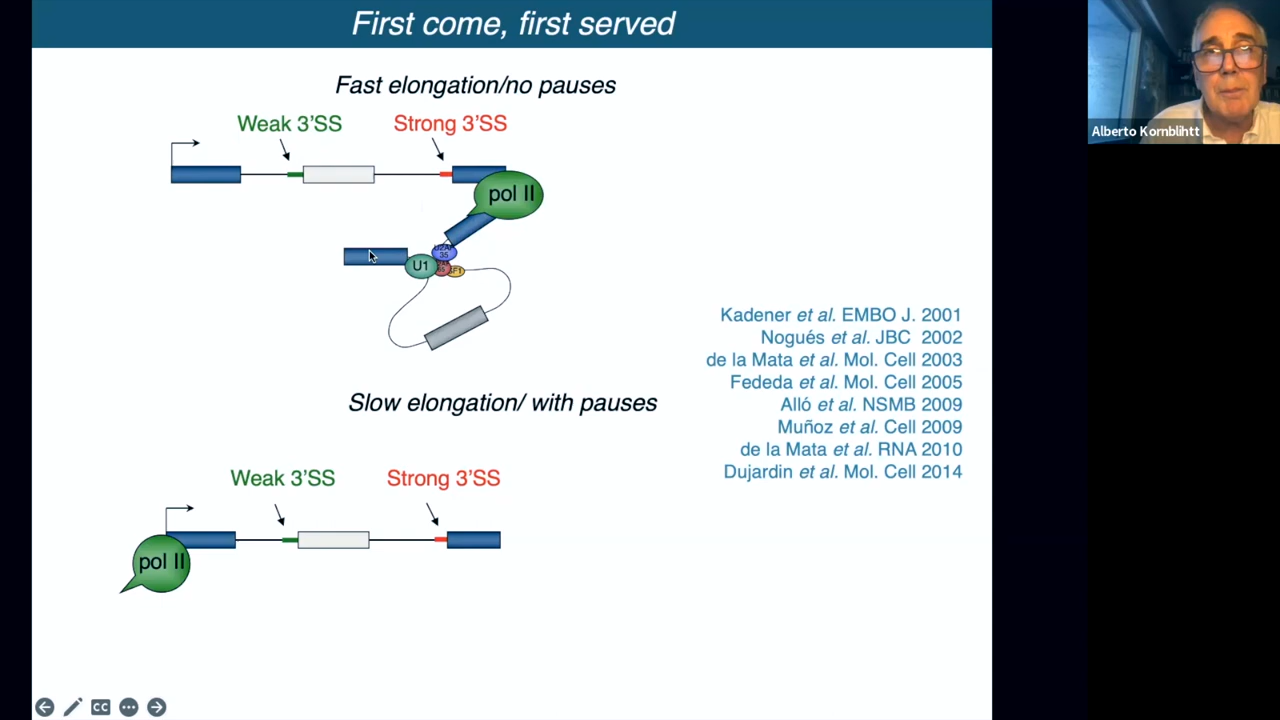 First come, first served
Fast elongation/no pauses
Weak 3'SS
Strong 3'SS
pol II
U1
35
Slow elongation/ with pauses
Weak 3'SS
Strong 3'SS
pol II
Kadener et al. EMBO J. 2001
Nogués et al. JBC 2002
de la Mata et al. Mol. Cell 2003
Fededa et al. Mol. Cell 2005
Alló et al. NSMB 2009
Muñoz et al. Cell 2009
de la Mata et al. RNA 2010
Dujardin et al. Mol. Cell 2014
Alberto Kornblihtt
CC